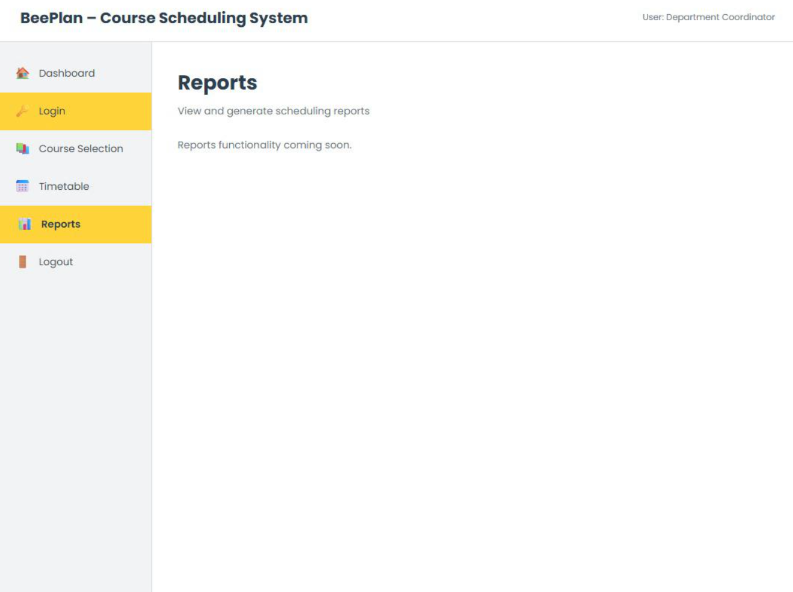 BeePlan – Course Scheduling System
User: Department Coordinator
Dashboard
Login
Course Selection
Timetable
Reports
Logout
Reports
View and generate scheduling reports
Reports functionality coming soon.